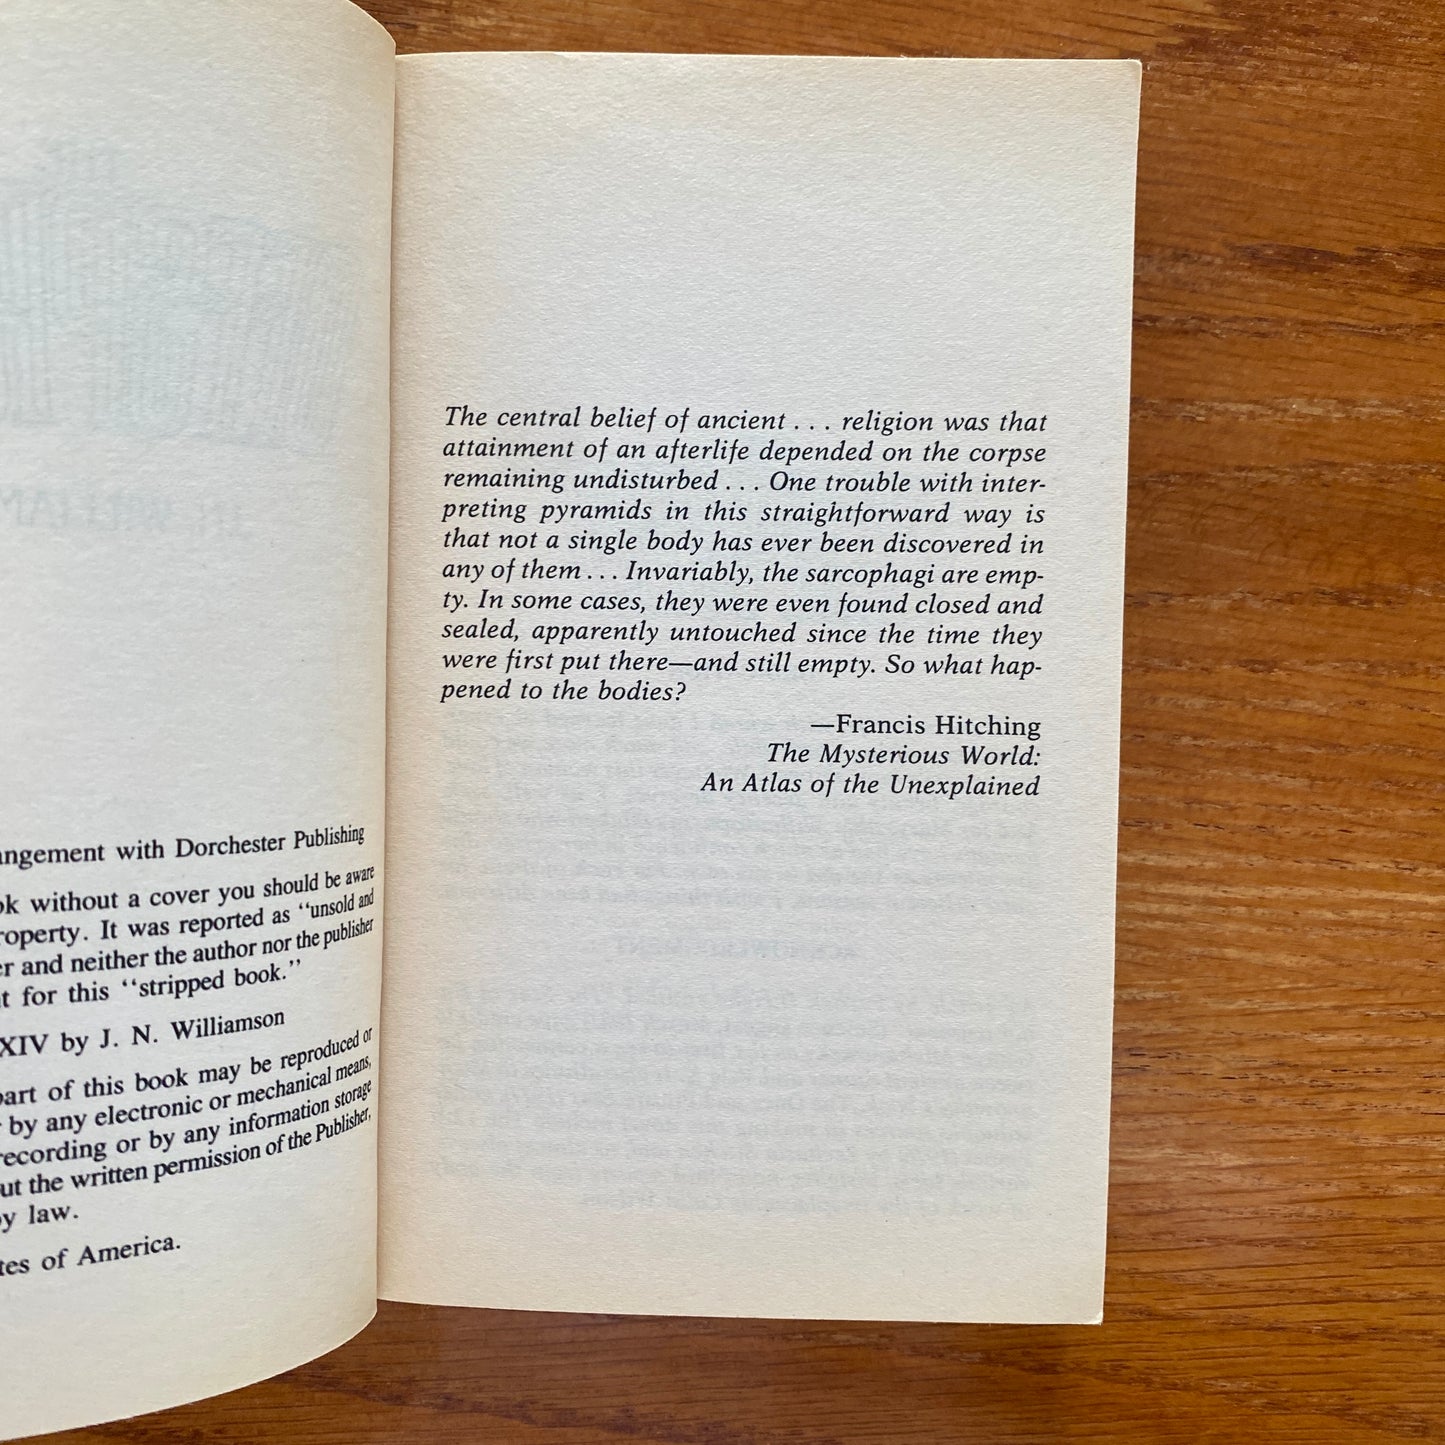 angement with Dorchester Publishing
ok without a cover you should be aware
roperty. It was reported as "unsold and
er and neither the author nor the publisher
t for this "stripped book."
XIV by J. N. Williamson
part of this book may be reproduced or
by any electronic or mechanical means,
recording or by any information storage
ut the written permission of the Publisher,
by law.
tes of America.
The central belief of ancient . . . religion was that
attainment of an afterlife depended on the corpse
remaining undisturbed . . . One trouble with inter-
preting pyramids in this straightforward way is
that not a single body has ever been discovered in
any of them . . . Invariably, the sarcophagi are emp-
ty. In some cases, they were even found closed and
sealed, apparently untouched since the time they
were first put there—and still empty. So what hap-
pened to the bodies?
—Francis Hitching
The Mysterious World:
An Atlas of the Unexplained